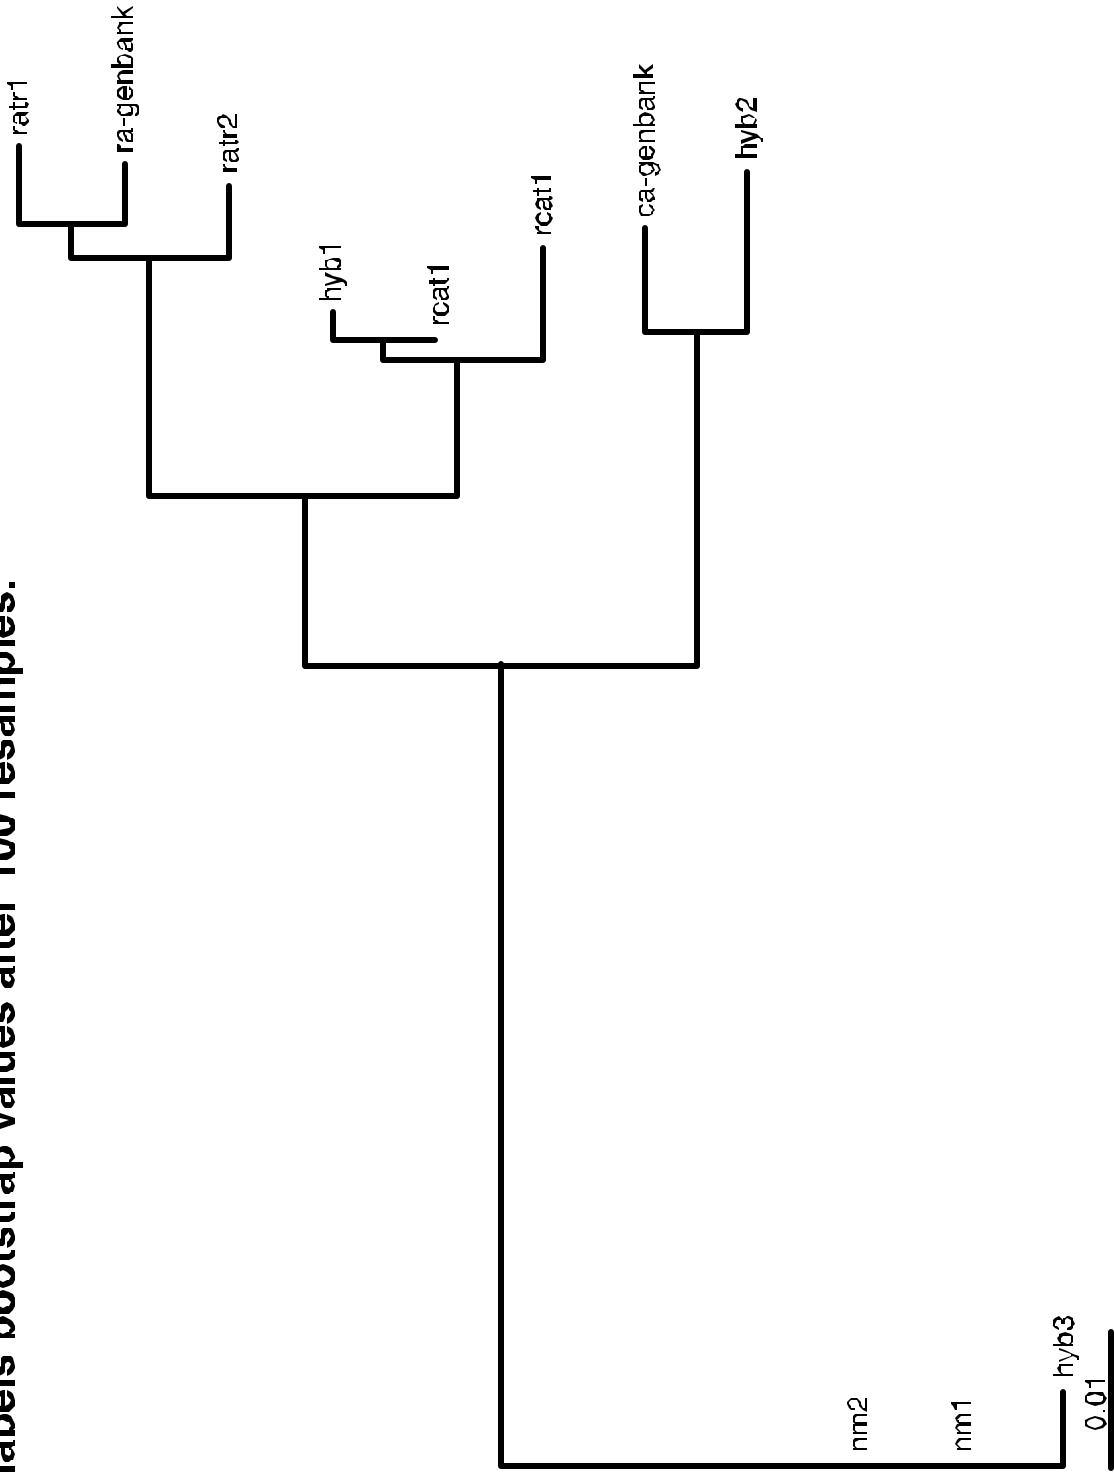 labels bootstrap values after 100 resamples.
ratr1
ra-genbank
ratr2
hyb1
rcat1
rcat1
ca-genbank
hyb2
nm2
nm1
hyb3
0.01